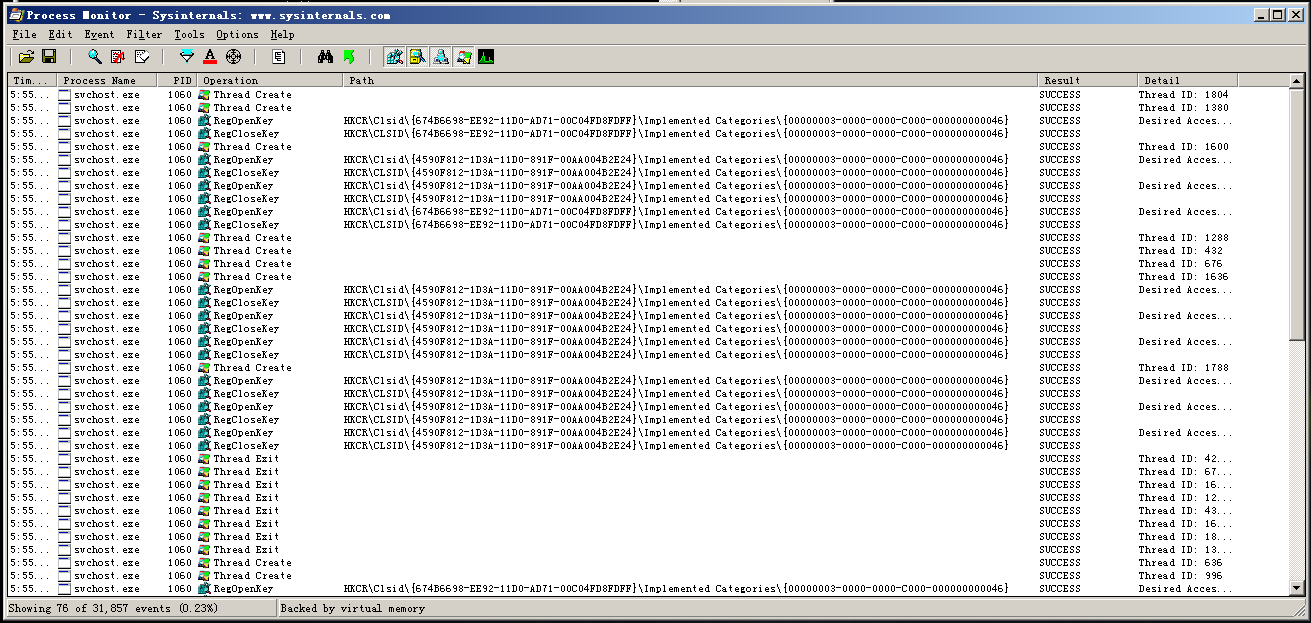 Process Monitor - Sysinternals: www.sysinternals.com
File Edit Event Filter Tools Options Help
Tim... Process Name PID Operation Path Result Detail
5:55... svchost.exe 1060 Thread Create SUCCESS Thread ID: 1804
5:55... svchost.exe 1060 Thread Create SUCCESS Thread ID: 1380
5:55... svchost.exe 1060 RegOpenKey HKCR\Clsid\{674B6698-EE92-11D0-AD71-00C04FD8FDFF}\Implemented Categories\{00000003-0000-0000-C000-000000000046} SUCCESS Desired Acces...
5:55... svchost.exe 1060 RegCloseKey HKCR\CLSID\{674B6698-EE92-11D0-AD71-00C04FD8FDFF}\Implemented Categories\{00000003-0000-0000-C000-000000000046} SUCCESS
5:55... svchost.exe 1060 Thread Create SUCCESS Thread ID: 1600
5:55... svchost.exe 1060 RegOpenKey HKCR\Clsid\{4590F812-1D3A-11D0-891F-00AA004B2E24}\Implemented Categories\{00000003-0000-0000-C000-000000000046} SUCCESS Desired Acces...
5:55... svchost.exe 1060 RegCloseKey HKCR\CLSID\{4590F812-1D3A-11D0-891F-00AA004B2E24}\Implemented Categories\{00000003-0000-0000-C000-000000000046} SUCCESS
5:55... svchost.exe 1060 RegOpenKey HKCR\Clsid\{4590F812-1D3A-11D0-891F-00AA004B2E24}\Implemented Categories\{00000003-0000-0000-C000-000000000046} SUCCESS Desired Acces...
5:55... svchost.exe 1060 RegCloseKey HKCR\CLSID\{4590F812-1D3A-11D0-891F-00AA004B2E24}\Implemented Categories\{00000003-0000-0000-C000-000000000046} SUCCESS
5:55... svchost.exe 1060 RegOpenKey HKCR\Clsid\{674B6698-EE92-11D0-AD71-00C04FD8FDFF}\Implemented Categories\{00000003-0000-0000-C000-000000000046} SUCCESS Desired Acces...
5:55... svchost.exe 1060 RegCloseKey HKCR\CLSID\{674B6698-EE92-11D0-AD71-00C04FD8FDFF}\Implemented Categories\{00000003-0000-0000-C000-000000000046} SUCCESS
5:55... svchost.exe 1060 Thread Create SUCCESS Thread ID: 1288
5:55... svchost.exe 1060 Thread Create SUCCESS Thread ID: 432
5:55... svchost.exe 1060 Thread Create SUCCESS Thread ID: 676
5:55... svchost.exe 1060 Thread Create SUCCESS Thread ID: 1636
5:55... svchost.exe 1060 RegOpenKey HKCR\Clsid\{4590F812-1D3A-11D0-891F-00AA004B2E24}\Implemented Categories\{00000003-0000-0000-C000-000000000046} SUCCESS Desired Acces...
5:55... svchost.exe 1060 RegCloseKey HKCR\CLSID\{4590F812-1D3A-11D0-891F-00AA004B2E24}\Implemented Categories\{00000003-0000-0000-C000-000000000046} SUCCESS
5:55... svchost.exe 1060 RegOpenKey HKCR\Clsid\{4590F812-1D3A-11D0-891F-00AA004B2E24}\Implemented Categories\{00000003-0000-0000-C000-000000000046} SUCCESS Desired Acces...
5:55... svchost.exe 1060 RegCloseKey HKCR\CLSID\{4590F812-1D3A-11D0-891F-00AA004B2E24}\Implemented Categories\{00000003-0000-0000-C000-000000000046} SUCCESS
5:55... svchost.exe 1060 RegOpenKey HKCR\Clsid\{4590F812-1D3A-11D0-891F-00AA004B2E24}\Implemented Categories\{00000003-0000-0000-C000-000000000046} SUCCESS Desired Acces...
5:55... svchost.exe 1060 RegCloseKey HKCR\CLSID\{4590F812-1D3A-11D0-891F-00AA004B2E24}\Implemented Categories\{00000003-0000-0000-C000-000000000046} SUCCESS
5:55... svchost.exe 1060 Thread Create SUCCESS Thread ID: 1788
5:55... svchost.exe 1060 RegOpenKey HKCR\Clsid\{4590F812-1D3A-11D0-891F-00AA004B2E24}\Implemented Categories\{00000003-0000-0000-C000-000000000046} SUCCESS Desired Acces...
5:55... svchost.exe 1060 RegCloseKey HKCR\CLSID\{4590F812-1D3A-11D0-891F-00AA004B2E24}\Implemented Categories\{00000003-0000-0000-C000-000000000046} SUCCESS
5:55... svchost.exe 1060 RegOpenKey HKCR\Clsid\{4590F812-1D3A-11D0-891F-00AA004B2E24}\Implemented Categories\{00000003-0000-0000-C000-000000000046} SUCCESS Desired Acces...
5:55... svchost.exe 1060 RegCloseKey HKCR\CLSID\{4590F812-1D3A-11D0-891F-00AA004B2E24}\Implemented Categories\{00000003-0000-0000-C000-000000000046} SUCCESS
5:55... svchost.exe 1060 RegOpenKey HKCR\Clsid\{4590F812-1D3A-11D0-891F-00AA004B2E24}\Implemented Categories\{00000003-0000-0000-C000-000000000046} SUCCESS Desired Acces...
5:55... svchost.exe 1060 RegCloseKey HKCR\CLSID\{4590F812-1D3A-11D0-891F-00AA004B2E24}\Implemented Categories\{00000003-0000-0000-C000-000000000046} SUCCESS
5:55... svchost.exe 1060 Thread Exit SUCCESS Thread ID: 42...
5:55... svchost.exe 1060 Thread Exit SUCCESS Thread ID: 67...
5:55... svchost.exe 1060 Thread Exit SUCCESS Thread ID: 16...
5:55... svchost.exe 1060 Thread Exit SUCCESS Thread ID: 12...
5:55... svchost.exe 1060 Thread Exit SUCCESS Thread ID: 43...
5:55... svchost.exe 1060 Thread Exit SUCCESS Thread ID: 16...
5:55... svchost.exe 1060 Thread Exit SUCCESS Thread ID: 18...
5:55... svchost.exe 1060 Thread Exit SUCCESS Thread ID: 13...
5:55... svchost.exe 1060 Thread Create SUCCESS Thread ID: 636
5:55... svchost.exe 1060 Thread Create SUCCESS Thread ID: 996
5:55... svchost.exe 1060 RegOpenKey HKCR\Clsid\{674B6698-EE92-11D0-AD71-00C04FD8FDFF}\Implemented Categories\{00000003-0000-0000-C000-000000000046} SUCCESS Desired Acces...
Showing 76 of 31,857 events (0.23%) Backed by virtual memory